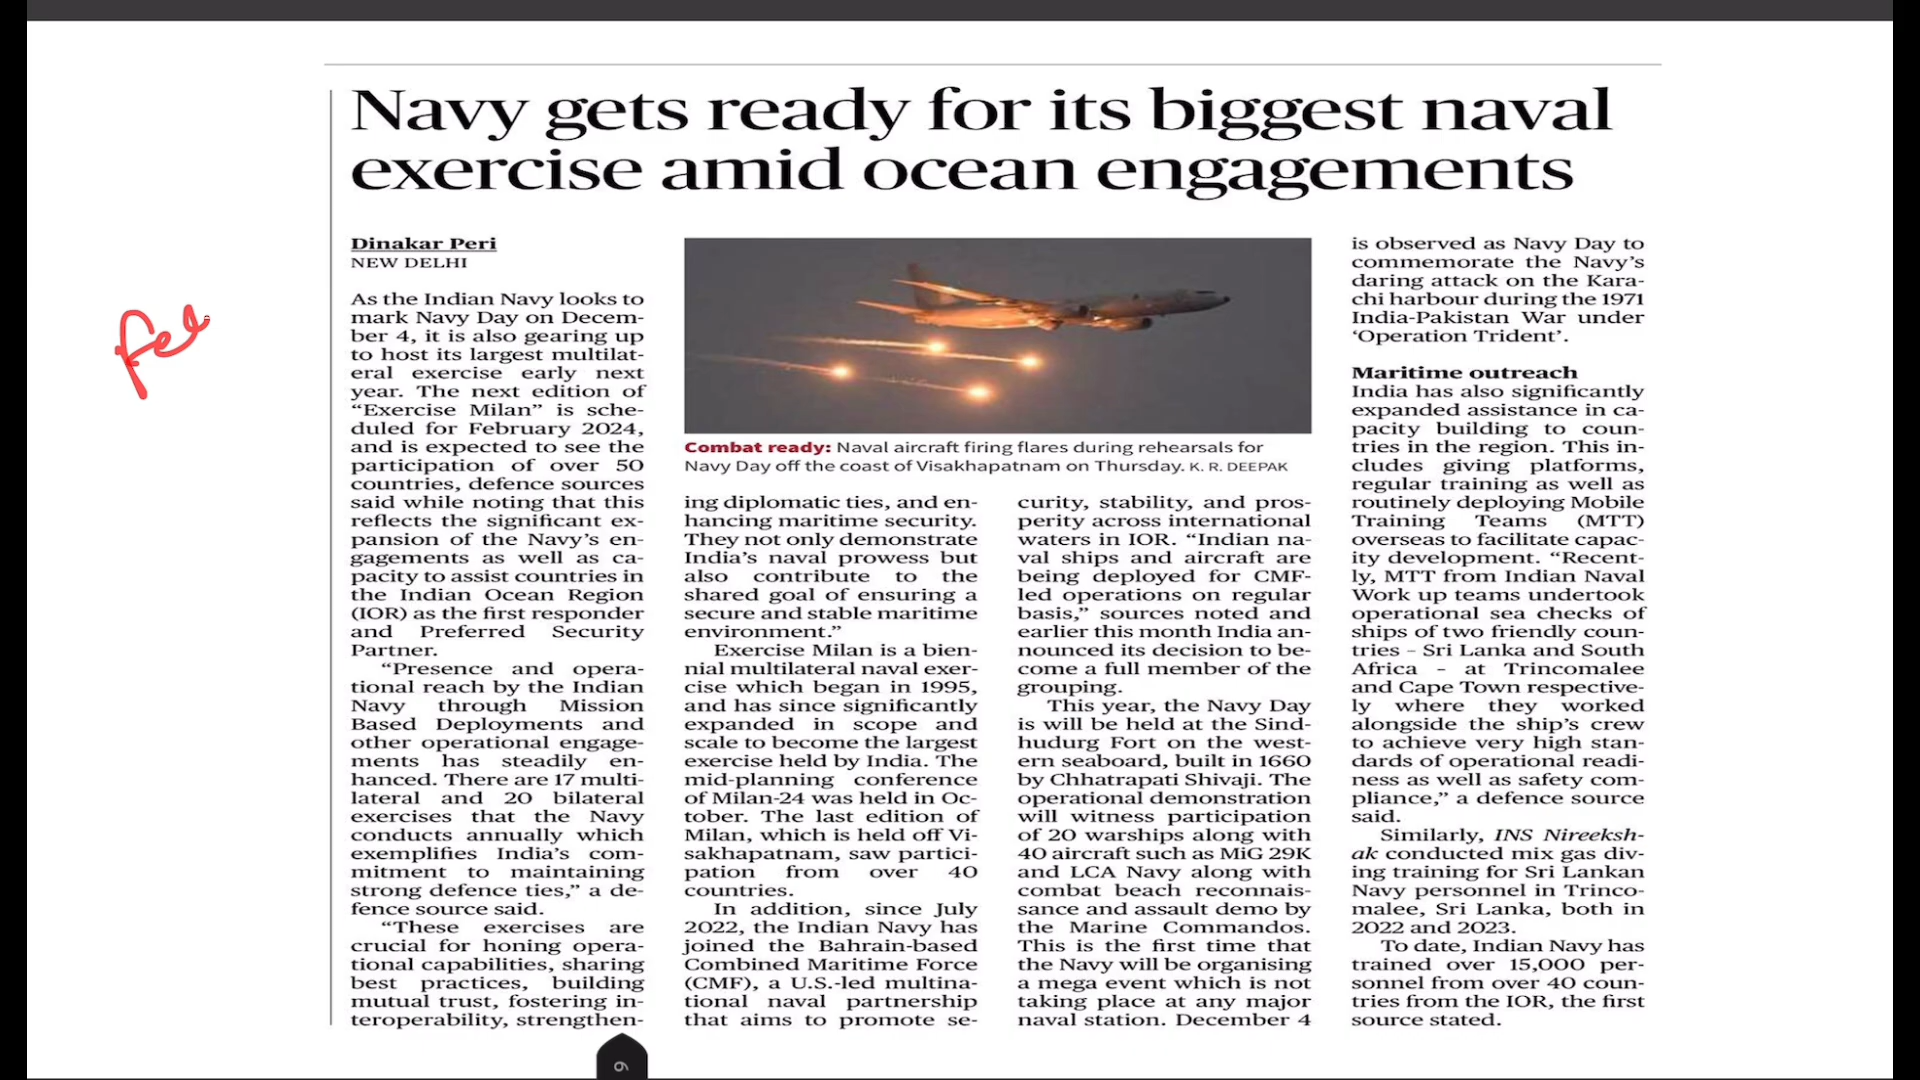 Navy gets ready for its biggest naval
exercise amid ocean engagements
Dinakar Peri
NEW DELHI
As the Indian Navy looks to
mark Navy Day on Decem-
ber 4, it is also gearing up
to host its largest multilat-
eral exercise early next
year. The next edition of
“Exercise Milan” is sche-
duled for February 2024,
and is expected to see the
participation of over 50
countries, defence sources
said while noting that this
reflects the significant ex-
pansion of the Navy’s en-
gagements as well as ca-
pacity to assist countries in
the Indian Ocean Region
(IOR) as the first responder
and Preferred Security
Partner.
“Presence and opera-
tional reach by the Indian
Navy through Mission
Based Deployments and
other operational engage-
ments has steadily en-
hanced. There are 17 multi-
lateral and 20 bilateral
exercises that the Navy
conducts annually which
exemplifies India’s com-
mitment to maintaining
strong defence ties,” a de-
fence source said.
“These exercises are
crucial for honing opera-
tional capabilities, sharing
best practices, building
mutual trust, fostering in-
teroperability, strengthen-
Combat ready: Naval aircraft firing flares during rehearsals for
Navy Day off the coast of Visakhapatnam on Thursday. K. R. DEEPAK
ing diplomatic ties, and en-
hancing maritime security.
They not only demonstrate
India’s naval prowess but
also contribute to the
shared goal of ensuring a
secure and stable maritime
environment.”
Exercise Milan is a bien-
nial multilateral naval exer-
cise which began in 1995,
and has since significantly
expanded in scope and
scale to become the largest
exercise held by India. The
mid-planning conference
of Milan-24 was held in Oc-
tober. The last edition of
Milan, which is held off Vi-
sakhapatnam, saw partici-
pation from over 40
countries.
In addition, since July
2022, the Indian Navy has
joined the Bahrain-based
Combined Maritime Force
(CMF), a U.S.-led multina-
tional naval partnership
that aims to promote se-
curity, stability, and pros-
perity across international
waters in IOR. “Indian na-
val ships and aircraft are
being deployed for CMF-
led operations on regular
basis,” sources noted and
earlier this month India an-
nounced its decision to be-
come a full member of the
grouping.
This year, the Navy Day
is will be held at the Sind-
hudurg Fort on the west-
ern seaboard, built in 1660
by Chhatrapati Shivaji. The
operational demonstration
will witness participation
of 20 warships along with
40 aircraft such as MiG 29K
and LCA Navy along with
combat beach reconnais-
sance and assault demo by
the Marine Commandos.
This is the first time that
the Navy will be organising
a mega event which is not
taking place at any major
naval station. December 4
is observed as Navy Day to
commemorate the Navy’s
daring attack on the Kara-
chi harbour during the 1971
India-Pakistan War under
‘Operation Trident’.
Maritime outreach
India has also significantly
expanded assistance in ca-
pacity building to coun-
tries in the region. This in-
cludes giving platforms,
regular training as well as
routinely deploying Mobile
Training Teams (MTT)
overseas to facilitate capac-
ity development. “Recent-
ly, MTT from Indian Naval
Work up teams undertook
operational sea checks of
ships of two friendly coun-
tries – Sri Lanka and South
Africa – at Trincomalee
and Cape Town respective-
ly where they worked
alongside the ship’s crew
to achieve very high stan-
dards of operational readi-
ness as well as safety com-
pliance,” a defence source
said.
Similarly, INS Nireeksh-
ak conducted mix gas div-
ing training for Sri Lankan
Navy personnel in Trinco-
malee, Sri Lanka, both in
2022 and 2023.
To date, Indian Navy has
trained over 15,000 per-
sonnel from over 40 coun-
tries from the IOR, the first
source stated.
6